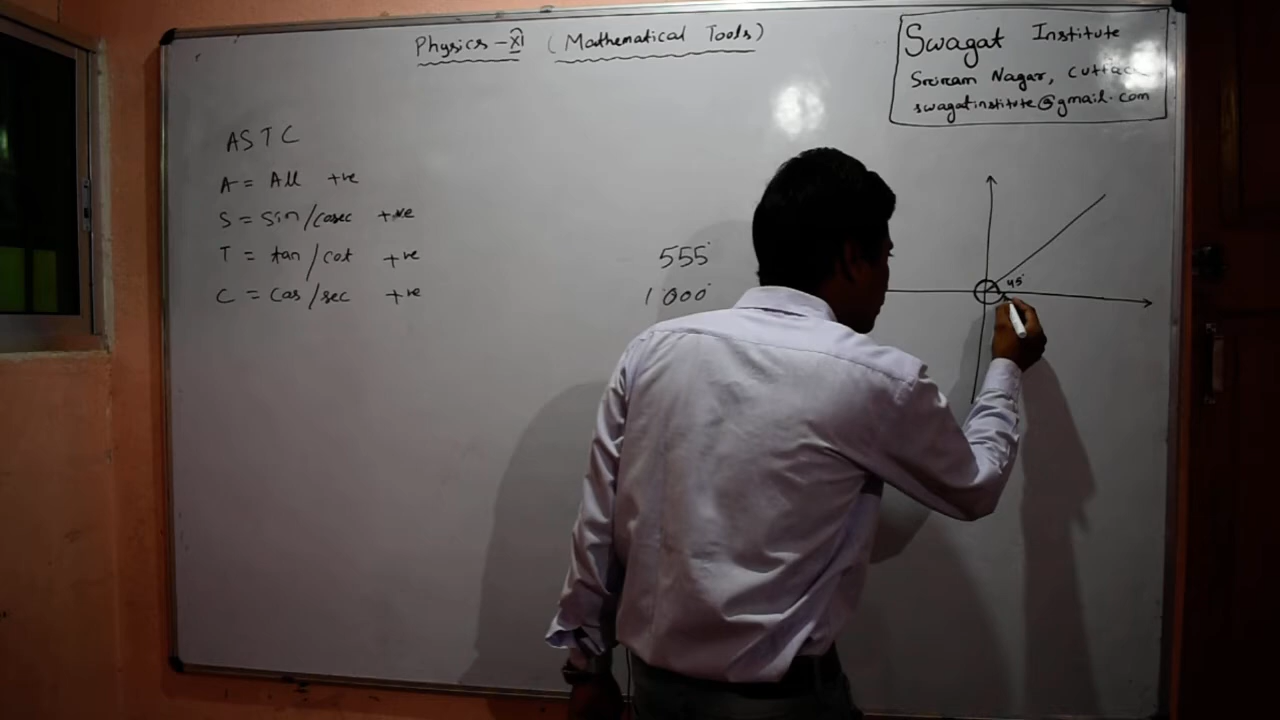 Physics - XI (Mathematical Tools)
Swagat Institute
Sriram Nagar, Cuttack
swagatinstitute@gmail.com
ASTC
A = All +ve
S = Sin/cosec +ve
T = tan/cot +ve
C = cos/sec +ve
555°
1000°
45°